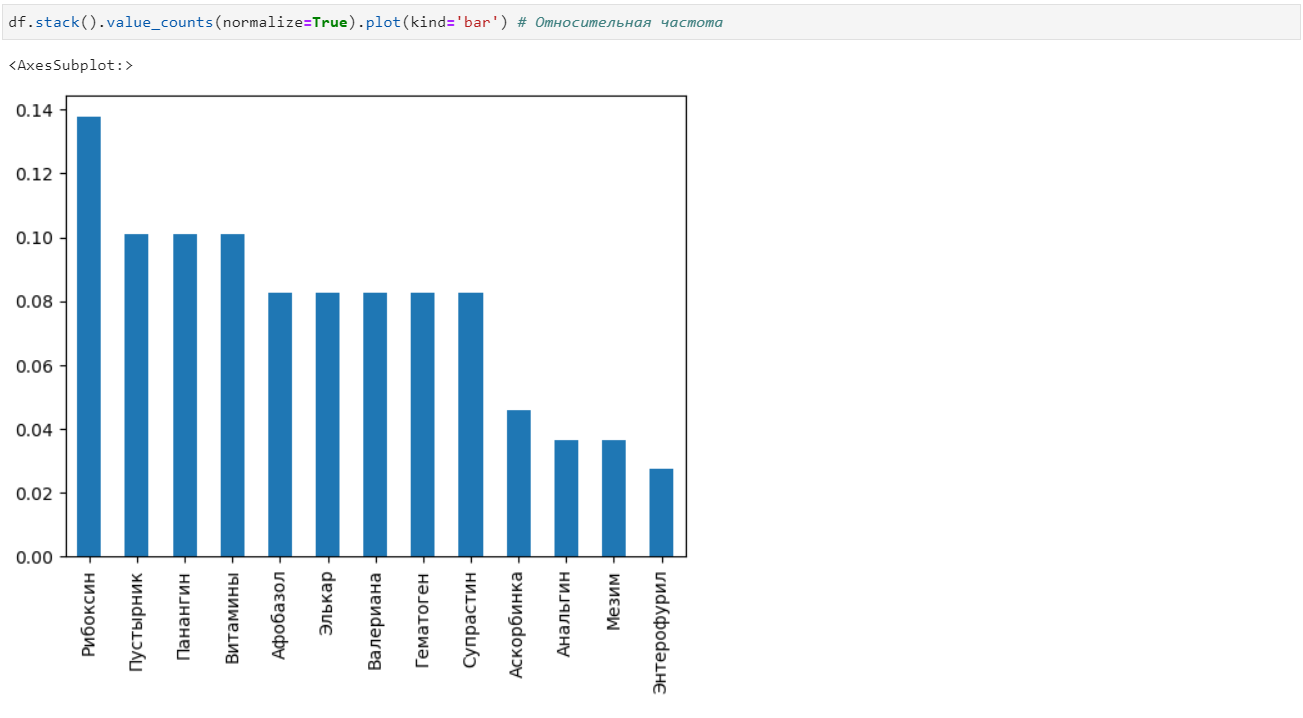 df.stack().value_counts(normalize=True).plot(kind='bar') # Относительная частота
<AxesSubplot:>
0.14
0.12
0.10
0.08
0.06
0.04
0.02
0.00
Рибоксин
Пустырник
Панангин
Витамины
Афобазол
Элькар
Валериана
Гематоген
Супрастин
Аскорбинка
Анальгин
Мезим
Энтерофурил